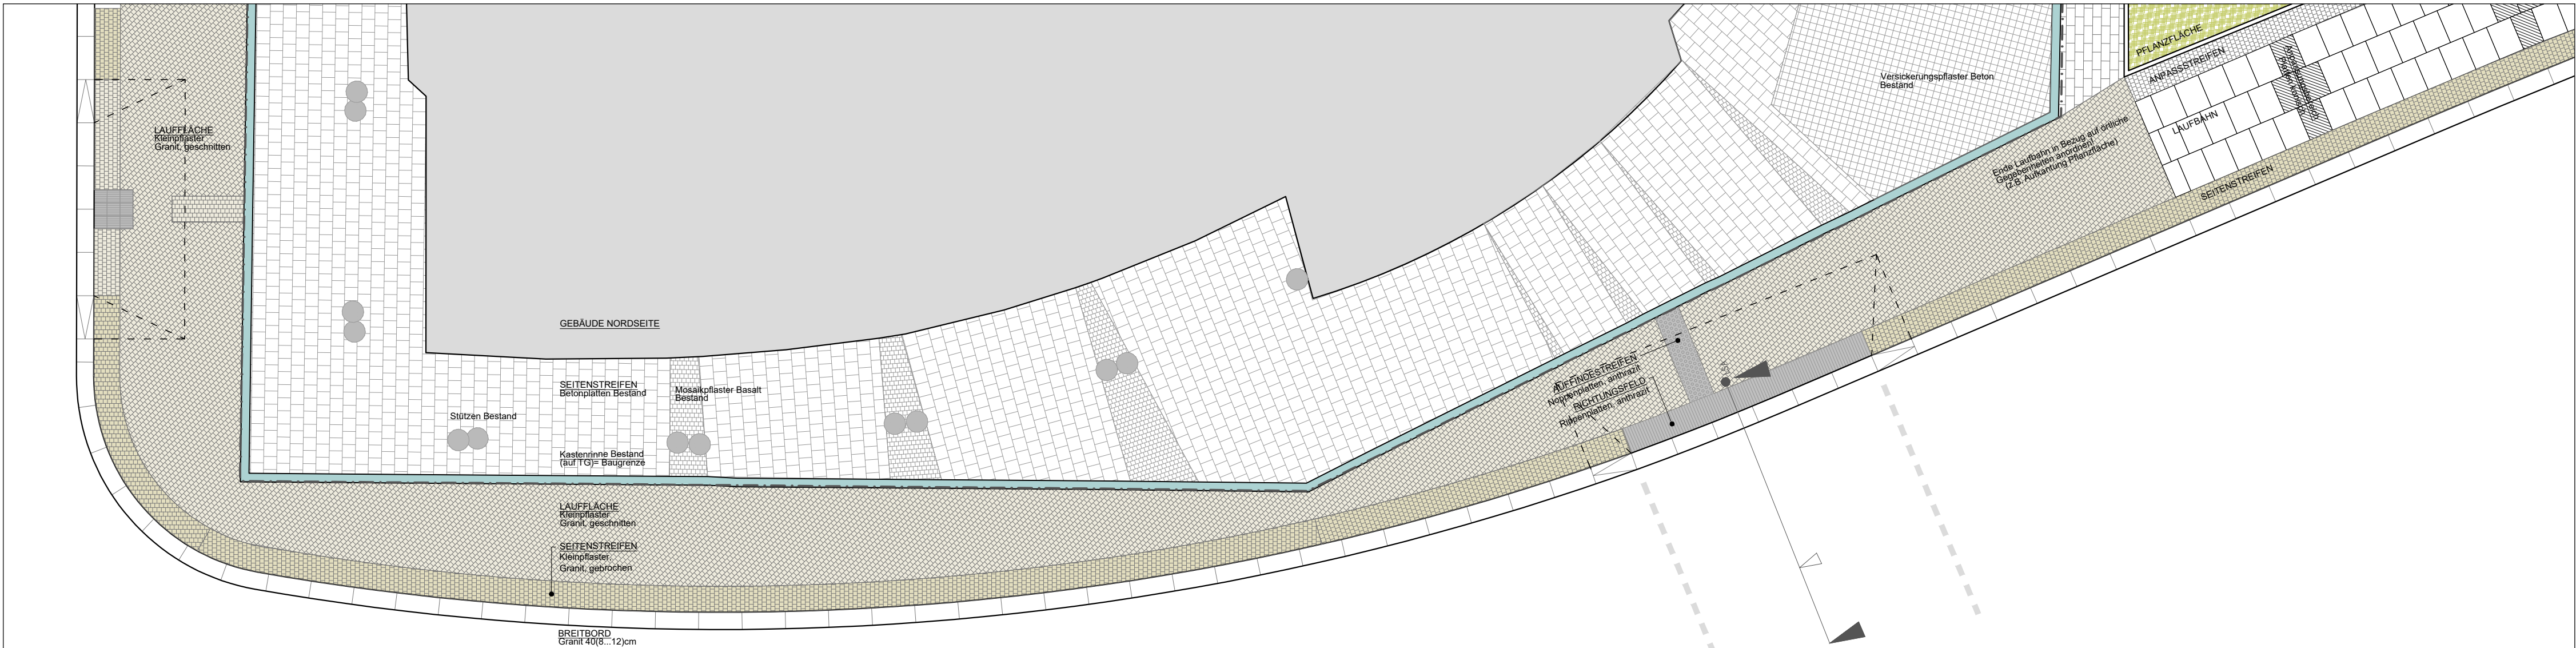 LAUFFLÄCHE
Kleinpflaster
Granit, geschnitten
GEBÄUDE NORDSEITE
SEITENSTREIFEN
Betonplatten Bestand
Mosaikpflaster Basalt
Bestand
Stützen Bestand
Kastenrinne Bestand
(auf TG)= Baugrenze
LAUFFLÄCHE
Kleinpflaster
Granit, geschnitten
SEITENSTREIFEN
Kleinpflaster,
Granit, gebrochen
BREITBORD
Granit 40(8...12)cm
AUFFINDESTREIFEN
Noppenplatten, anthrazit
RICHTUNGSFELD
Rippenplatten, anthrazit
LSA
Versickerungspflaster Beton
Bestand
Ende Laufbahn in Bezug auf örtliche
Gegebenheiten anordnen!
(z.B. Aufkantung Pflanzfläche)
PFLANZFLÄCHE
ANPASSSTREIFEN
LAUFBAHN
SEITENSTREIFEN